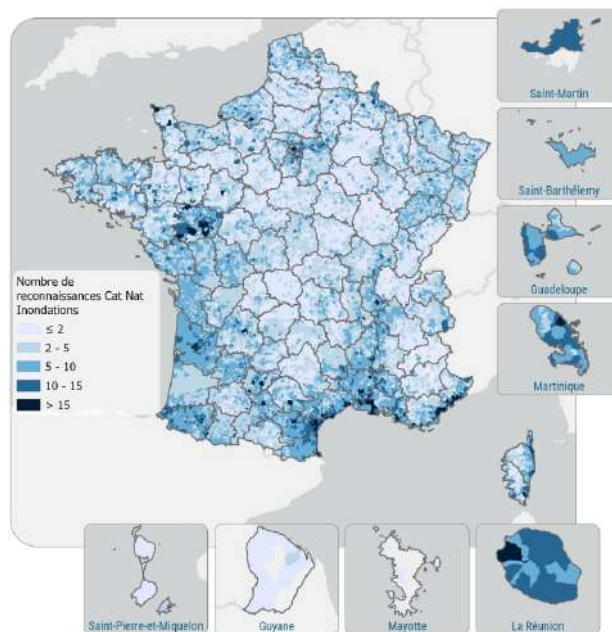 Saint-Martin
Saint-Barthélemy
Guadeloupe
Martinique
Nombre de
reconnaissances Cat Nat
Inondations
≤ 2
2 - 5
5 - 10
10 - 15
> 15
Saint-Pierre-et-Miquelon
Guyane
Mayotte
La Réunion